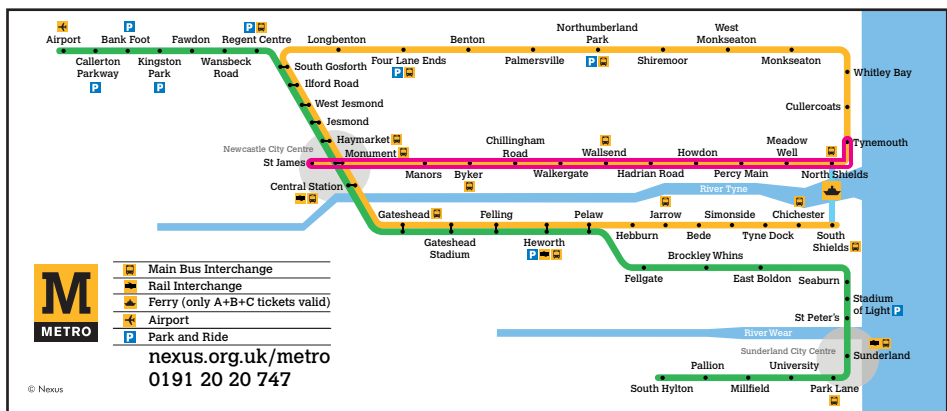 Airport
Callerton
Parkway
P
Bank Foot
P
Kingston
Park
P
Fawdon
Wansbeck
Road
Regent Centre
P
Longbenton
Four Lane Ends
P
Benton
Palmersville
Northumberland
Park
P
Shiremoor
West
Monkseaton
Monkseaton
Whitley Bay
Cullercoats
Tynemouth
South Gosforth
Ilford Road
West Jesmond
Jesmond
Haymarket
Newcastle City Centre
Monument
St James
Central Station
Manors
Byker
Chillingham
Road
Walkergate
Wallsend
Hadrian Road
Howdon
Percy Main
Meadow
Well
North Shields
River Tyne
Gateshead
Gateshead
Stadium
Felling
Heworth
P
Pelaw
Hebburn
Jarrow
Bede
Simonside
Tyne Dock
Chichester
South
Shields
Fellgate
Brockley Whins
East Boldon
Seaburn
Stadium
of Light P
St Peter's
River Wear
Sunderland City Centre
Sunderland
South Hylton
Pallion
Millfield
University
Park Lane
M
METRO
Main Bus Interchange
Rail Interchange
Ferry (only A+B+C tickets valid)
Airport
P Park and Ride
nexus.org.uk/metro
0191 20 20 747
© Nexus